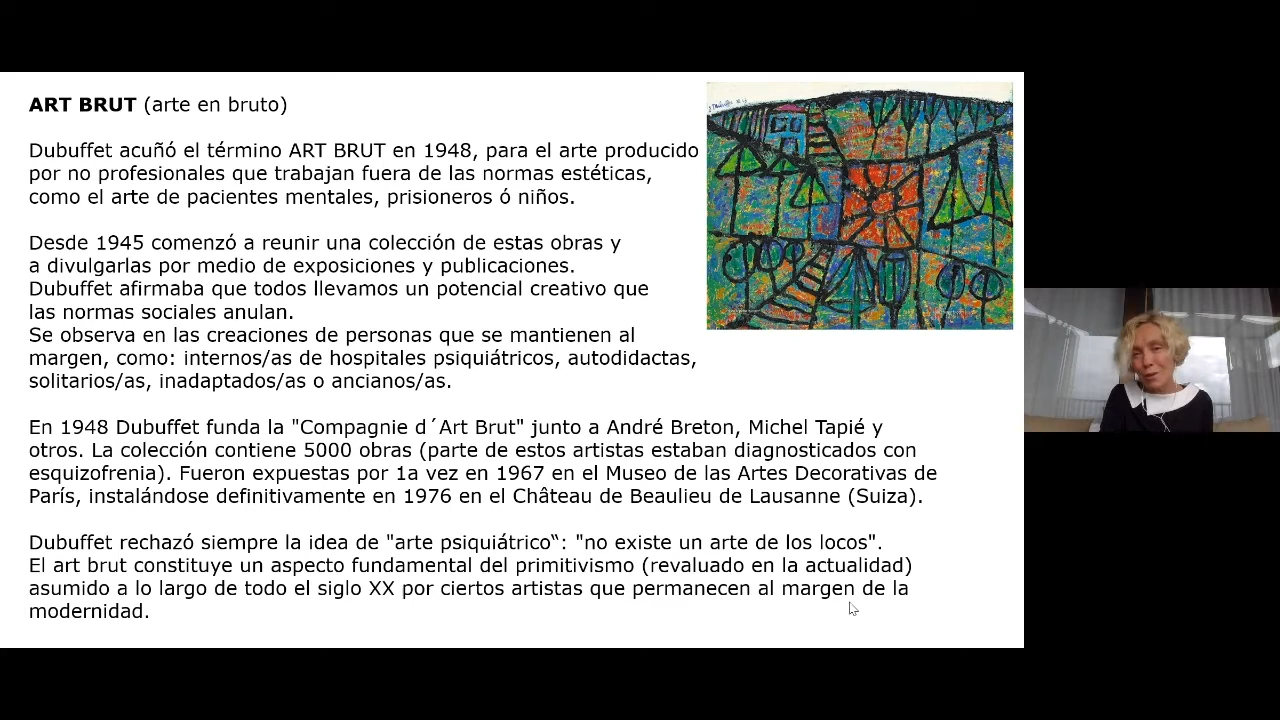 ART BRUT (arte en bruto)
Dubuffet acuñó el término ART BRUT en 1948, para el arte producido
por no profesionales que trabajan fuera de las normas estéticas,
como el arte de pacientes mentales, prisioneros ó niños.
Desde 1945 comenzó a reunir una colección de estas obras y
a divulgarlas por medio de exposiciones y publicaciones.
Dubuffet afirmaba que todos llevamos un potencial creativo que
las normas sociales anulan.
Se observa en las creaciones de personas que se mantienen al
margen, como: internos/as de hospitales psiquiátricos, autodidactas,
solitarios/as, inadaptados/as o ancianos/as.
En 1948 Dubuffet funda la "Compagnie d´Art Brut" junto a André Breton, Michel Tapié y
otros. La colección contiene 5000 obras (parte de estos artistas estaban diagnosticados con
esquizofrenia). Fueron expuestas por 1a vez en 1967 en el Museo de las Artes Decorativas de
París, instalándose definitivamente en 1976 en el Château de Beaulieu de Lausanne (Suiza).
Dubuffet rechazó siempre la idea de "arte psiquiátrico“: "no existe un arte de los locos".
El art brut constituye un aspecto fundamental del primitivismo (revaluado en la actualidad)
asumido a lo largo de todo el siglo XX por ciertos artistas que permanecen al margen de la
modernidad.